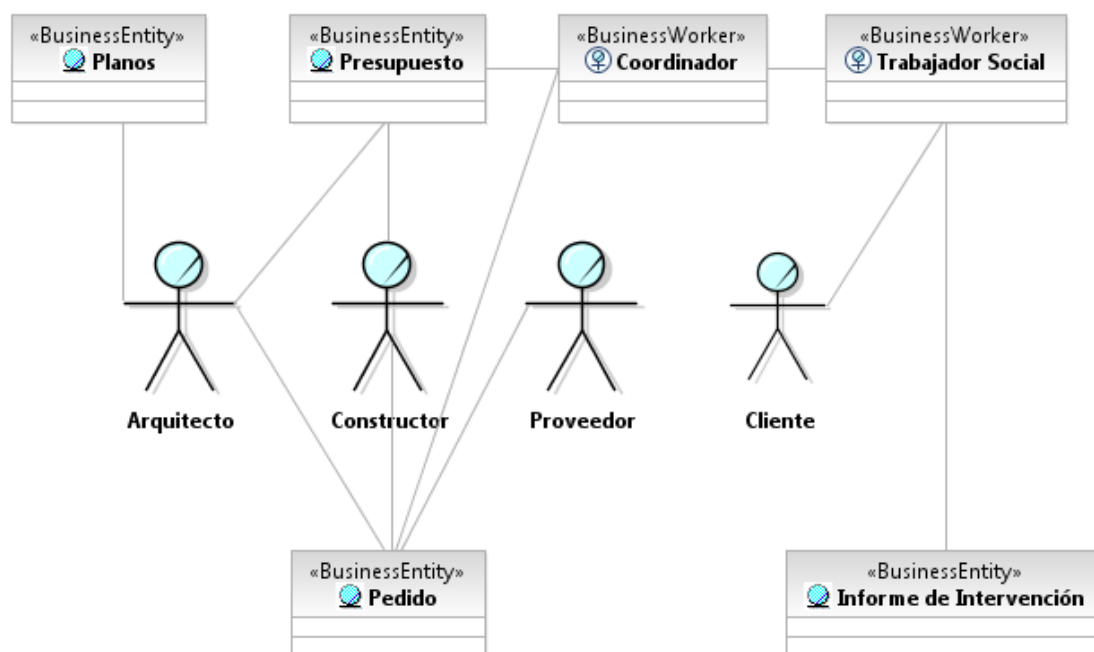 «BusinessEntity»
Planos
«BusinessEntity»
Presupuesto
«BusinessWorker»
Coordinador
«BusinessWorker»
Trabajador Social
Arquitecto
Constructor
Proveedor
Cliente
«BusinessEntity»
Pedido
«BusinessEntity»
Informe de Intervención